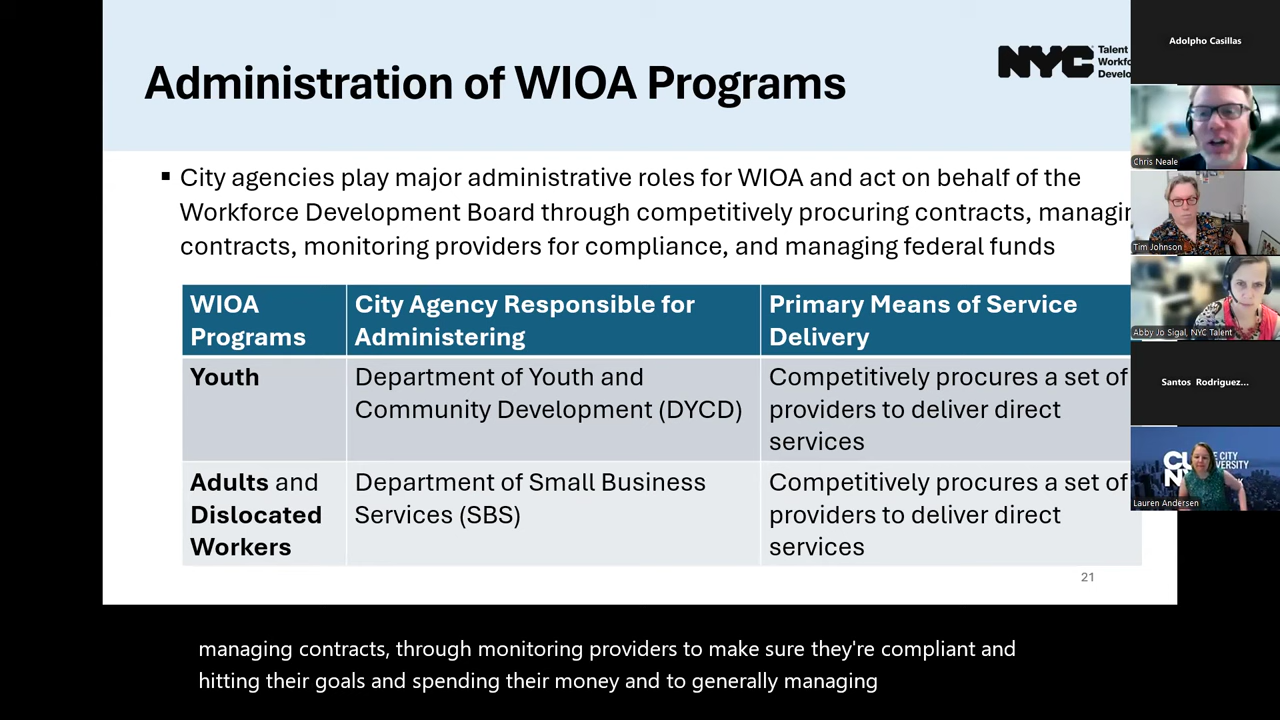 Administration of WIOA Programs
NYC
Talent
▪ City agencies play major administrative roles for WIOA and act on behalf of the
Workforce Development Board through competitively procuring contracts,
contracts, monitoring providers for compliance, and managing federal funds
WIOA
Programs
City Agency Responsible for
Administering
Primary Means of Service
Delivery
Youth
Department of Youth and
Community Development (DYCD)
Competitively procures a set of
providers to deliver direct
services
Adults and
Dislocated
Workers
Department of Small Business
Services (SBS)
Competitively procures a set of
providers to deliver direct
services
21
Adolpho Casillas
Chris Neale
Tim Johnson
Abby Jo Sigal, NYC Talent
Santos Rodriguez...
Lauren Andersen
managing contracts, through monitoring providers to make sure they're compliant and
hitting their goals and spending their money and to generally managing